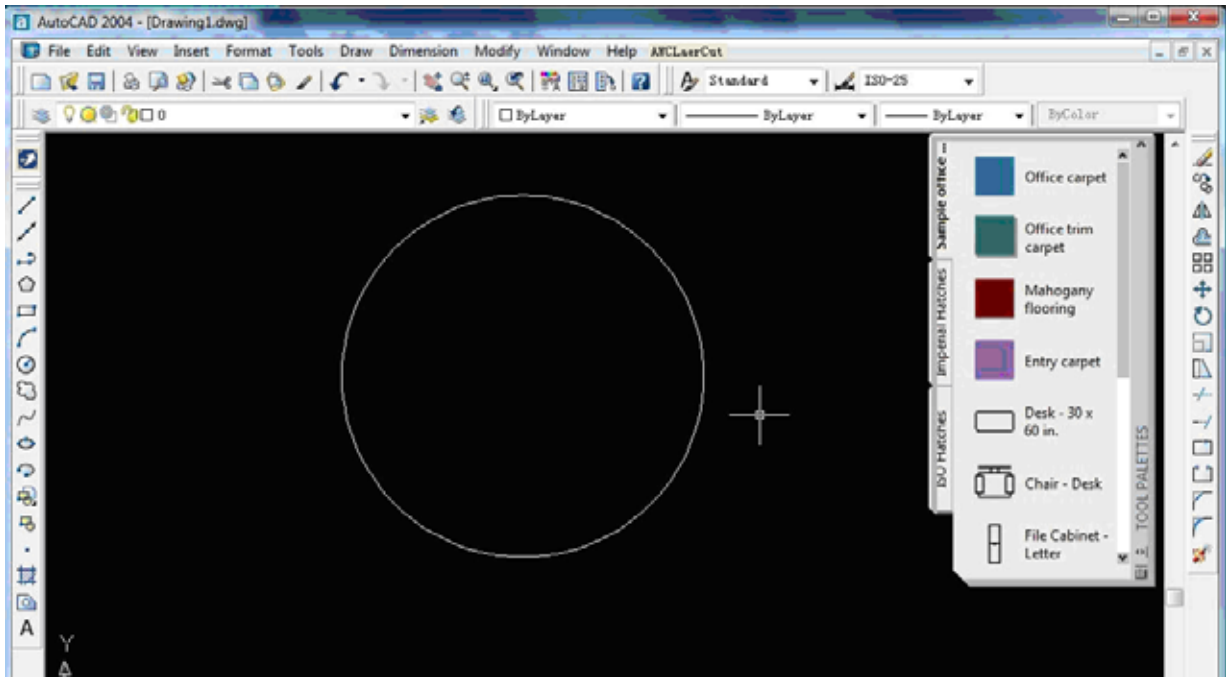 AutoCAD 2004 - [Drawing1.dwg]
File Edit View Insert Format Tools Draw Dimension Modify Window Help AWCLaerCut
Standard ISO-25
0 ByLayer ByLayer ByLayer ByColor
Sample office ...
Imperial Hatches
ISO Hatches
Office carpet
Office trim
carpet
Mahogany
flooring
Entry carpet
Desk - 30 x
60 in.
Chair - Desk
File Cabinet -
Letter
TOOL PALETTES
A
Y